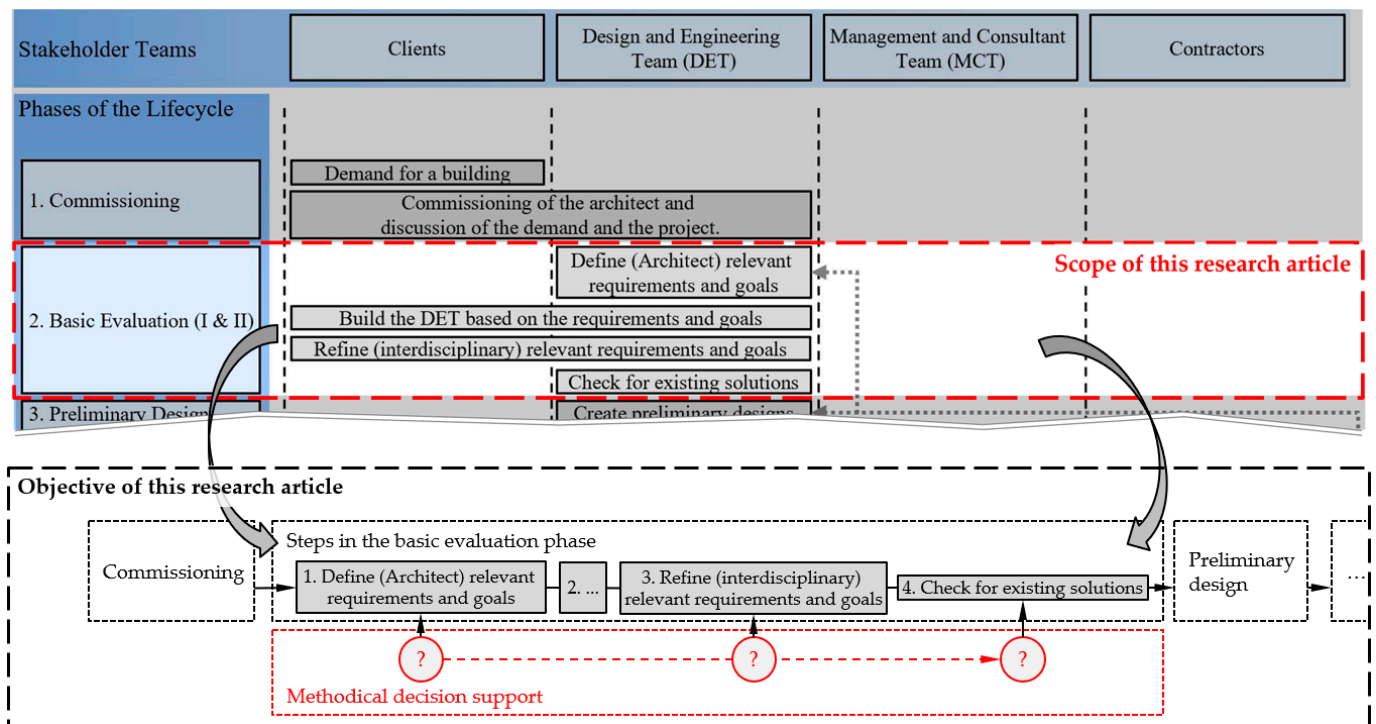 Stakeholder Teams
Clients
Design and Engineering
Team (DET)
Management and Consultant
Team (MCT)
Contractors
Phases of the Lifecycle
1. Commissioning
Demand for a building
Commissioning of the architect and
discussion of the demand and the project.
Scope of this research article
2. Basic Evaluation (I & II)
Define (Architect) relevant
requirements and goals
Build the DET based on the requirements and goals
Refine (interdisciplinary) relevant requirements and goals
Check for existing solutions
3. Preliminary Design
Create preliminary designs
Objective of this research article
Commissioning
Steps in the basic evaluation phase
1. Define (Architect) relevant
requirements and goals
2. ...
3. Refine (interdisciplinary)
relevant requirements and goals
4. Check for existing solutions
Preliminary
design
...
?
?
?
Methodical decision support